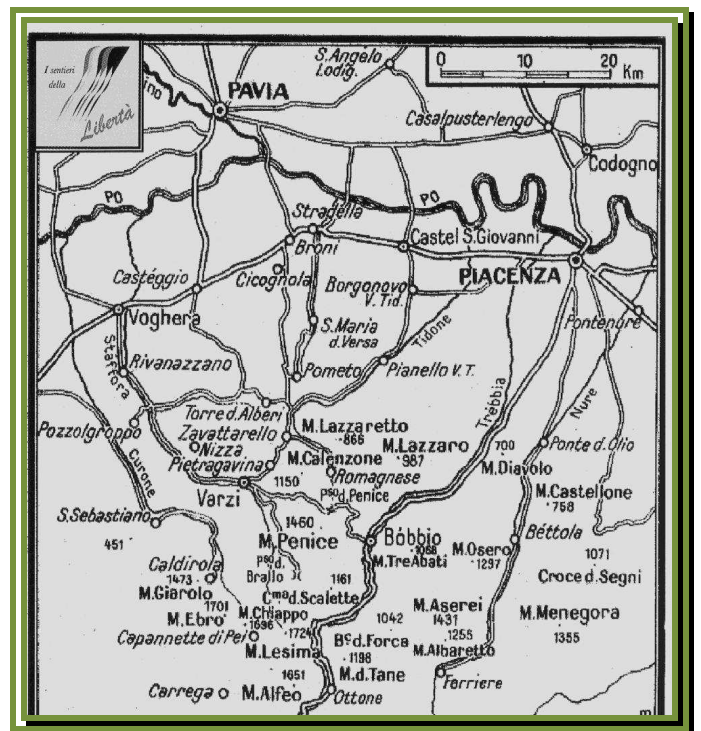 I sentieri
della
Libertà
0 10 20 Km
S. Angelo
Lodig.
PAVIA
Casalpusterlengo
Codogno
PO
PO
Stradella
Broni
Castel S. Giovanni
PIACENZA
Castéggio
Cicognola
Borgonovo
V. Tid.
Voghera
S. Maria
d. Versa
Tidone
Pontenure
Staffora
Rivanazzano
Pometo
Pianello V. T.
Trébbia
Nure
Torre d. Alberi
Pozzolgroppo
Zavattarello
M. Lazzaretto
866
Nizza
M. Lazzaro
987
700
Ponte d. Olio
Pietragavina
M. Calenzone
1150
M. Diavolo
Curone
Romagnese
Varzi
Pso d. Penice
M. Castellone
758
S. Sebastiano
1460
M. Penice
Bóbbio
1068
M. Tre Abati
M. Osero
1297
Béttola
451
1071
Croce d. Segni
Caldirola
1473
M. Giarolo
Pso d.
Brallo
1161
Cma d. Scalette
1701
M. Ebro
M. Chiappo
1696
1724
1042
M. Aserei
1431
1255
M. Menegora
1355
Capannette di Pei
M. Lesima
Bc d. Forca
1198
M. Albaretto
1651
M. d. Tane
Ferriere
Carrega
M. Alfeo
Ottone